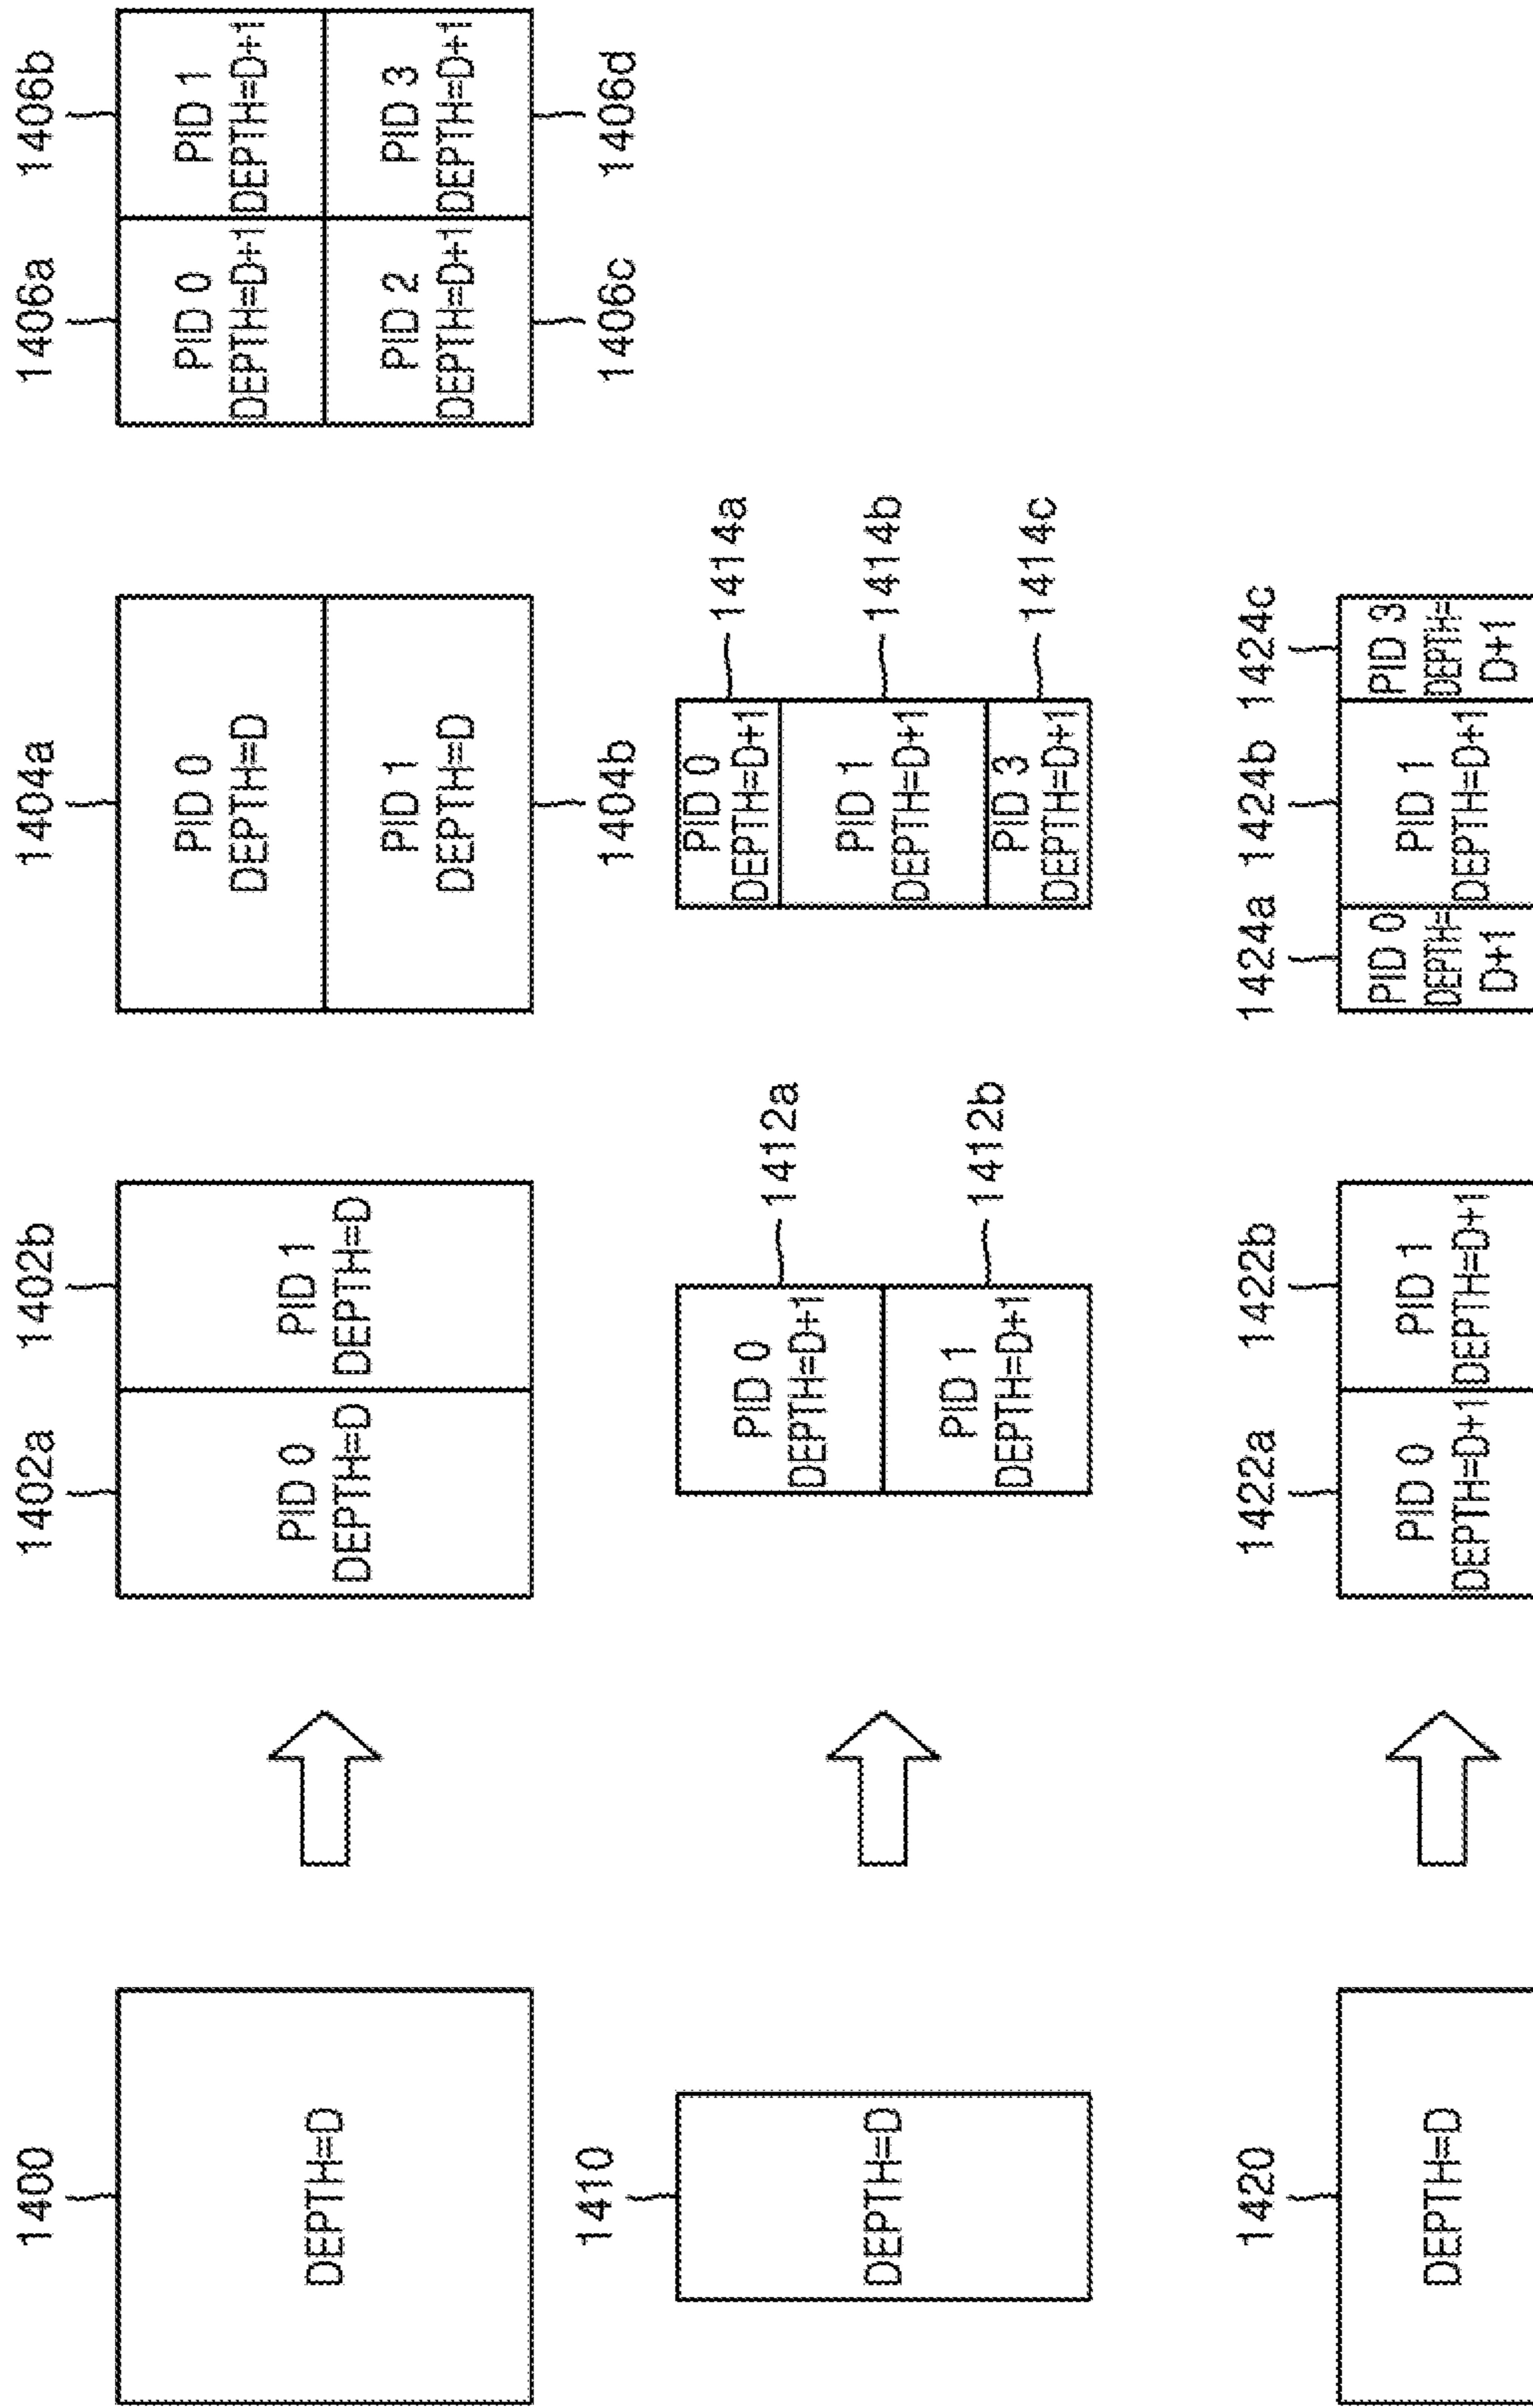 1400
DEPTH=D
1402a
1402b
PID 0
DEPTH=D
PID 1
DEPTH=D
1404a
PID 0
DEPTH=D
PID 1
DEPTH=D
1404b
1406a
1406b
PID 0
DEPTH=D+1
PID 1
DEPTH=D+1
PID 2
DEPTH=D+1
PID 3
DEPTH=D+1
1406c
1406d
1410
DEPTH=D
PID 0
DEPTH=D+1
1412a
PID 1
DEPTH=D+1
1412b
PID 0
DEPTH=D+1
1414a
PID 1
DEPTH=D+1
1414b
PID 3
DEPTH=D+1
1414c
1420
DEPTH=D
1422a
1422b
PID 0
DEPTH=D+1
PID 1
DEPTH=D+1
1424a
1424b
1424c
PID 0
DEPTH=
D+1
PID 1
DEPTH=D+1
PID 3
DEPTH=
D+1